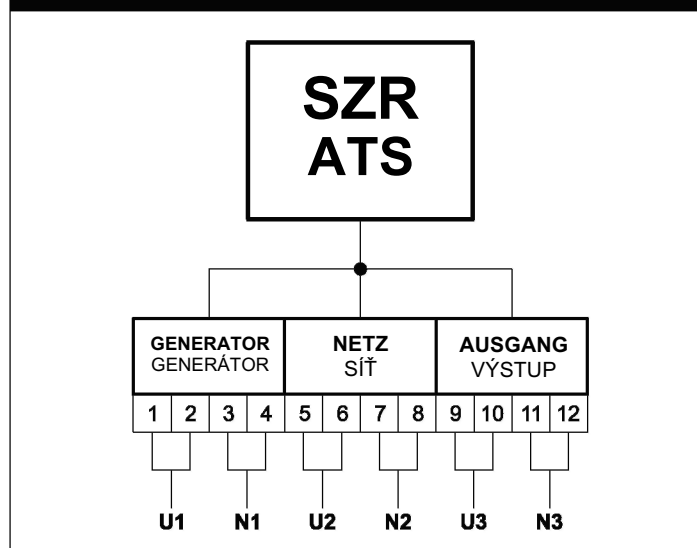 SZR
ATS
GENERATOR NETZ AUSGANG
GENERÁTOR SÍŤ VÝSTUP
1 2 3 4 5 6 7 8 9 10 11 12
U1 N1 U2 N2 U3 N3